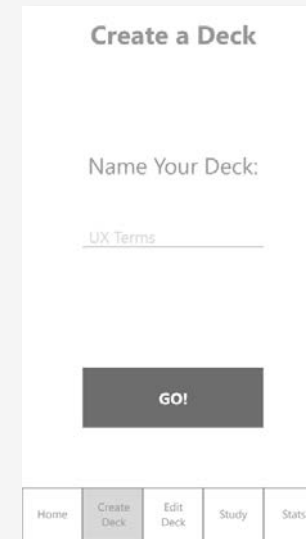 Create a Deck
Name Your Deck:
UX Terms
GO!
Home
Create
Deck
Edit
Deck
Study
Stats